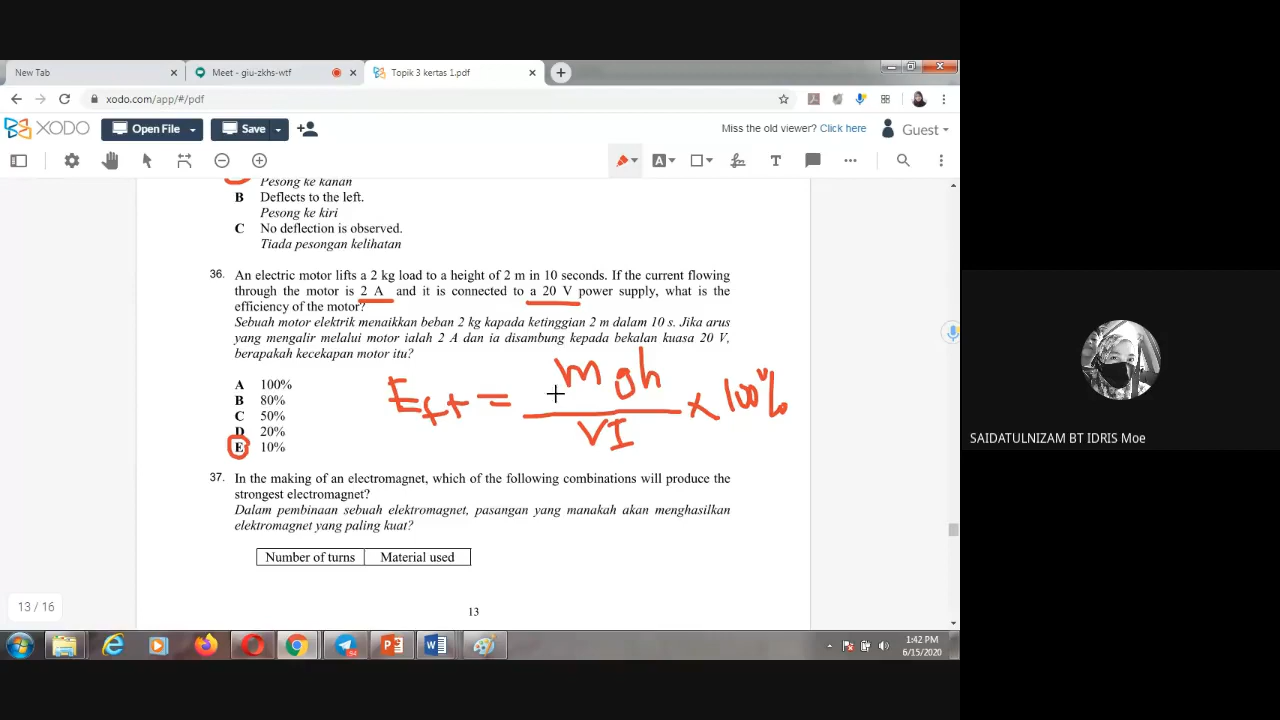 New Tab
Meet - giu-zkhs-wtf
Topik 3 kertas 1.pdf
xodo.com/app/#/pdf
XODO
Open File
Save
Miss the old viewer? Click here
Guest
Pesong ke kanan
B Deflects to the left.
Pesong ke kiri
C No deflection is observed.
Tiada pesongan kelihatan
36. An electric motor lifts a 2 kg load to a height of 2 m in 10 seconds. If the current flowing
through the motor is 2 A and it is connected to a 20 V power supply, what is the
efficiency of the motor?
Sebuah motor elektrik menaikkan beban 2 kg kepada ketinggian 2 m dalam 10 s. Jika arus
yang mengalir melalui motor ialah 2 A dan ia disambung kepada bekalan kuasa 20 V,
berapakah kecekapan motor itu?
A 100%
B 80%
C 50%
D 20%
E 10%
Eff = mgh / VI x 100%
37. In the making of an electromagnet, which of the following combinations will produce the
strongest electromagnet?
Dalam pembinaan sebuah elektromagnet, pasangan yang manakah akan menghasilkan
elektromagnet yang paling kuat?
Number of turns Material used
13 / 16
13
SAIDATULNIZAM BT IDRIS Moe
1:42 PM
6/15/2020